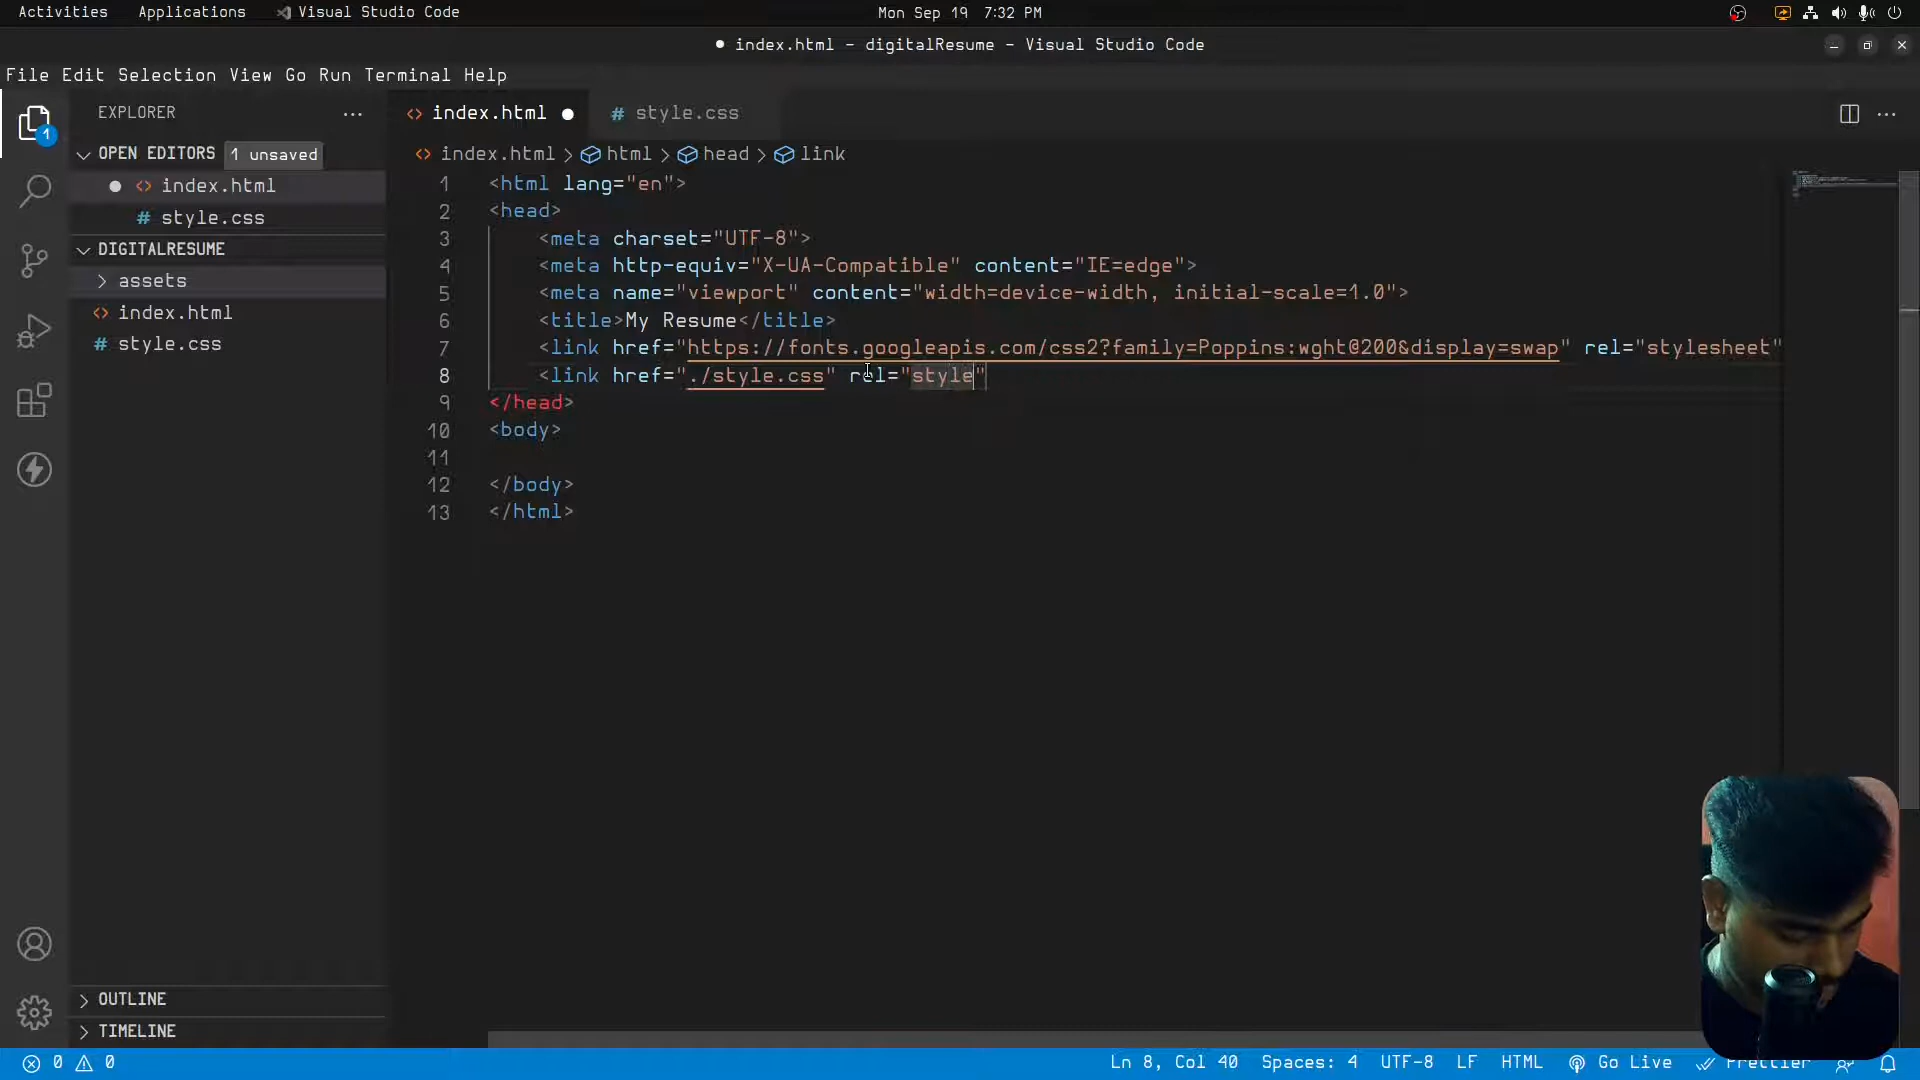 Activities Applications Visual Studio Code Mon Sep 19 7:32 PM
● index.html - digitalResume - Visual Studio Code
File Edit Selection View Go Run Terminal Help
EXPLORER ...
OPEN EDITORS 1 unsaved
index.html
style.css
DIGITALRESUME
assets
index.html
style.css
OUTLINE
TIMELINE
1
index.html ● # style.css
index.html > html > head > link
1 <html lang="en">
2 <head>
3 <meta charset="UTF-8">
4 <meta http-equiv="X-UA-Compatible" content="IE=edge">
5 <meta name="viewport" content="width=device-width, initial-scale=1.0">
6 <title>My Resume</title>
7 <link href="https://fonts.googleapis.com/css2?family=Poppins:wght@200&display=swap" rel="stylesheet"
8 <link href="./style.css" rel="style"
9 </head>
10 <body>
11
12 </body>
13 </html>
0 0 Ln 8, Col 40 Spaces: 4 UTF-8 LF HTML Go Live Prettier